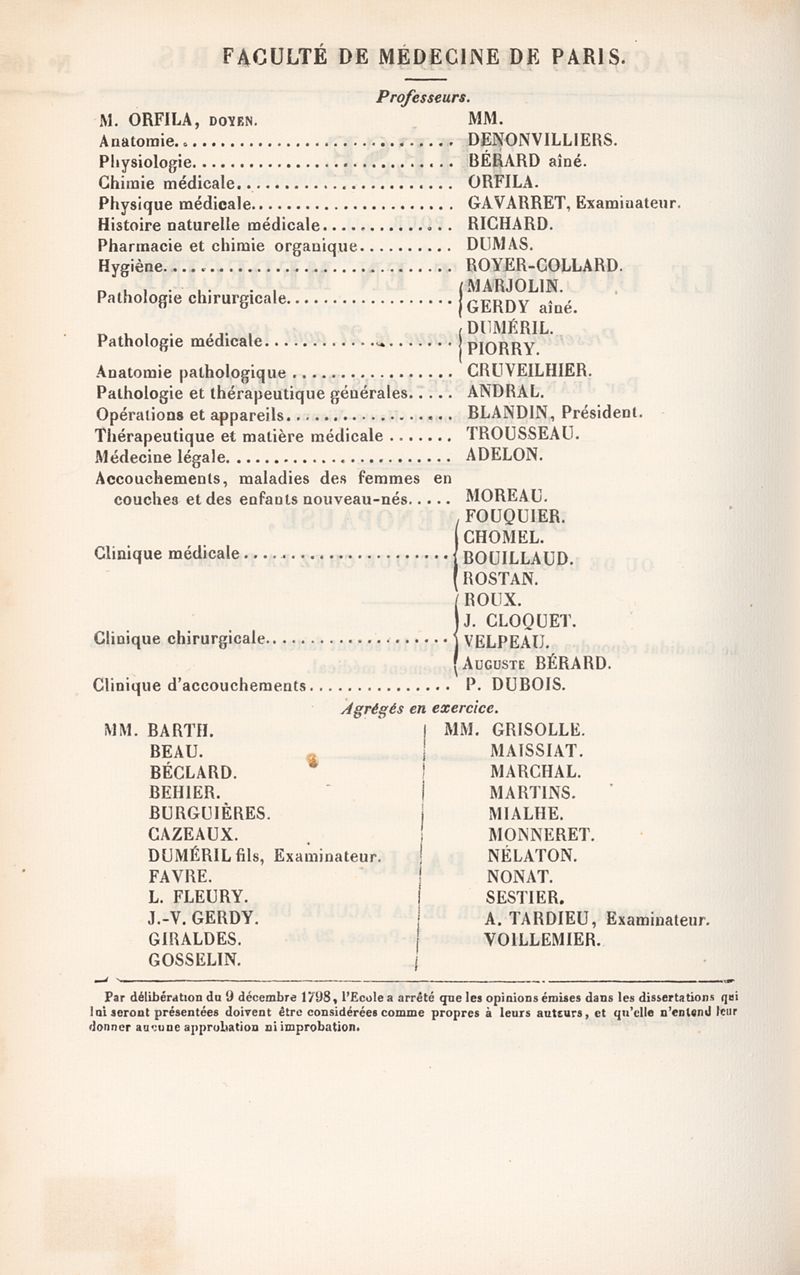 FACULTÉ DE MÉDECINE DE PARIS.
Professeurs.
M. ORFILA, DOYEN. MM.
Anatomie. DENONVILLIERS.
Physiologie. BÉRARD aîné.
Chimie médicale. ORFILA.
Physique médicale. GAVARRET, Examinateur.
Histoire naturelle médicale. RICHARD.
Pharmacie et chimie organique. DUMAS.
Hygiène. ROYER-COLLARD.
Pathologie chirurgicale. MARJOLIN.
GERDY aîné.
Pathologie médicale. DUMÉRIL.
PIORRY.
Anatomie pathologique CRUVEILHIER.
Pathologie et thérapeutique générales. ANDRAL.
Opérations et appareils. BLANDIN, Président.
Thérapeutique et matière médicale TROUSSEAU.
Médecine légale. ADELON.
Accouchements, maladies des femmes en
couches et des enfants nouveau-nés. MOREAU.
FOUQUIER.
CHOMEL.
Clinique médicale BOUILLAUD.
ROSTAN.
ROUX.
J. CLOQUET.
Clinique chirurgicale. VELPEAU.
AUGUSTE BÉRARD.
Clinique d'accouchements. P. DUBOIS.
Agrégés en exercice.
MM. BARTH. MM. GRISOLLE.
BEAU. MAISSIAT.
BÉCLARD. MARCHAL.
BEHIER. MARTINS.
BURGUIÈRES. MIALHE.
CAZEAUX. MONNERET.
DUMÉRIL fils, Examinateur. NÉLATON.
FAVRE. NONAT.
L. FLEURY. SESTIER.
J.-V. GERDY. A. TARDIEU, Examinateur.
GIRALDES. VOILLEMIER.
GOSSELIN.
Par délibération du 9 décembre 1798, l'Ecole a arrêté que les opinions émises dans les dissertations qui
lui seront présentées doivent être considérées comme propres à leurs auteurs, et qu'elle n'entend leur
donner aucune approbation ni improbation.